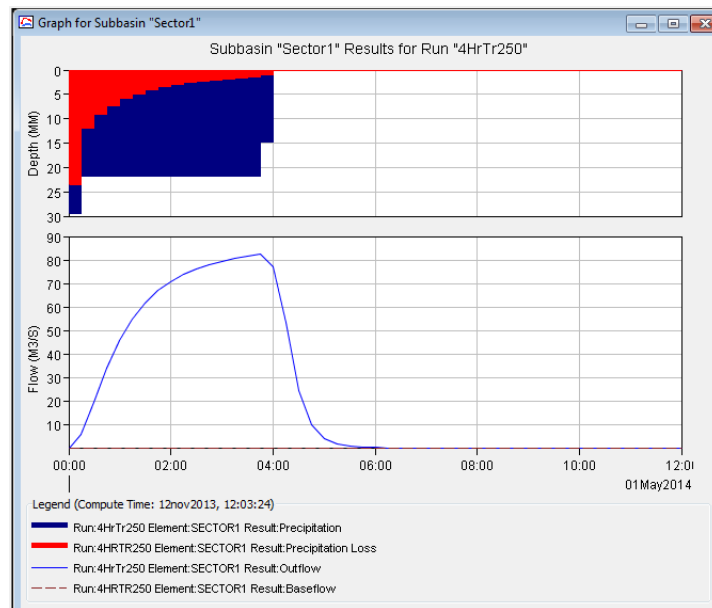 Graph for Subbasin "Sector1"
Subbasin "Sector1" Results for Run "4HrTr250"
Depth (MM)
0
5
10
15
20
25
30
Flow (M3/S)
90
80
70
60
50
40
30
20
10
00:00 02:00 04:00 06:00 08:00 10:00 12:0
01May2014
Legend (Compute Time: 12nov2013, 12:03:24)
Run:4HrTr250 Element:SECTOR1 Result:Precipitation
Run:4HRTR250 Element:SECTOR1 Result:Precipitation Loss
Run:4HrTr250 Element:SECTOR1 Result:Outflow
Run:4HRTR250 Element:SECTOR1 Result:Baseflow